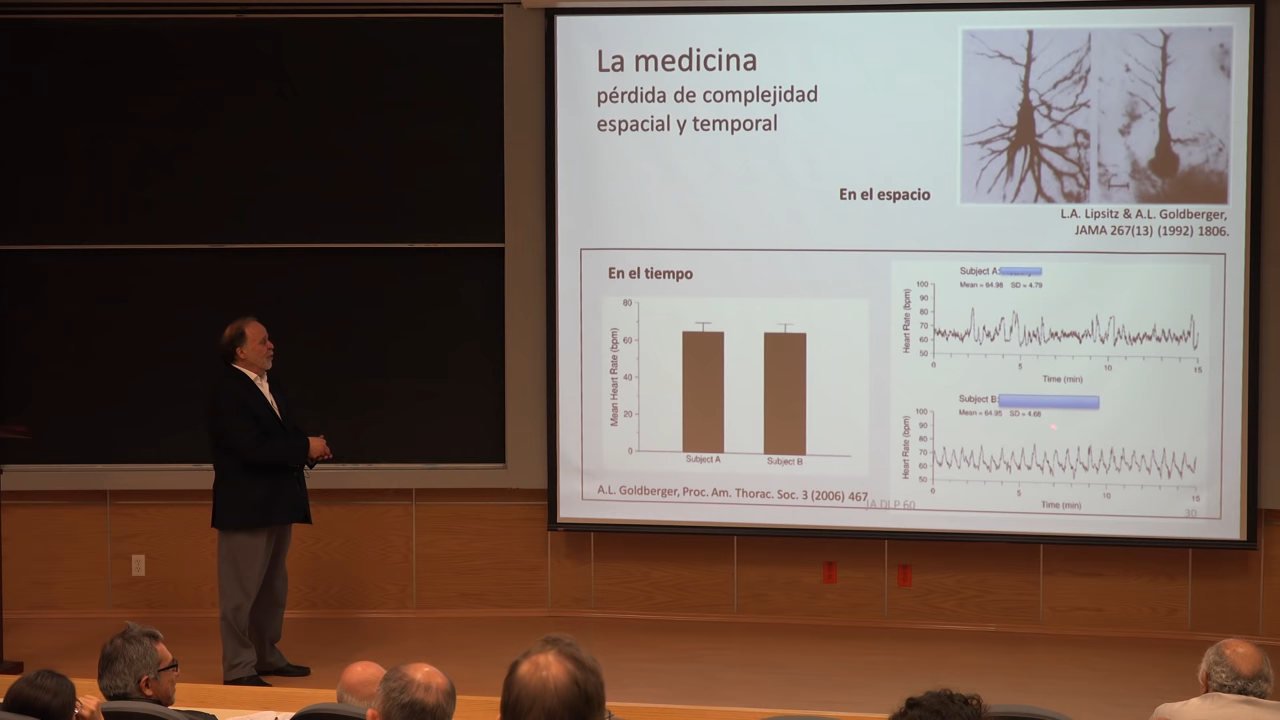 La medicina
pérdida de complejidad
espacial y temporal
En el espacio
L.A. Lipsitz & A.L. Goldberger,
JAMA 267(13) (1992) 1806.
En el tiempo
Mean Heart Rate (bpm)
80
60
40
20
0
Subject A
Subject B
A.L. Goldberger, Proc. Am. Thorac. Soc. 3 (2006) 467
Subject A:
Mean = 64.98 SD = 4.79
Heart Rate (bpm)
100
90
80
70
60
50
0
5
10
15
Time (min)
Subject B:
Mean = 64.95 SD = 4.68
Heart Rate (bpm)
100
90
80
70
60
50
0
5
10
15
Time (min)
JA DLP 60
30